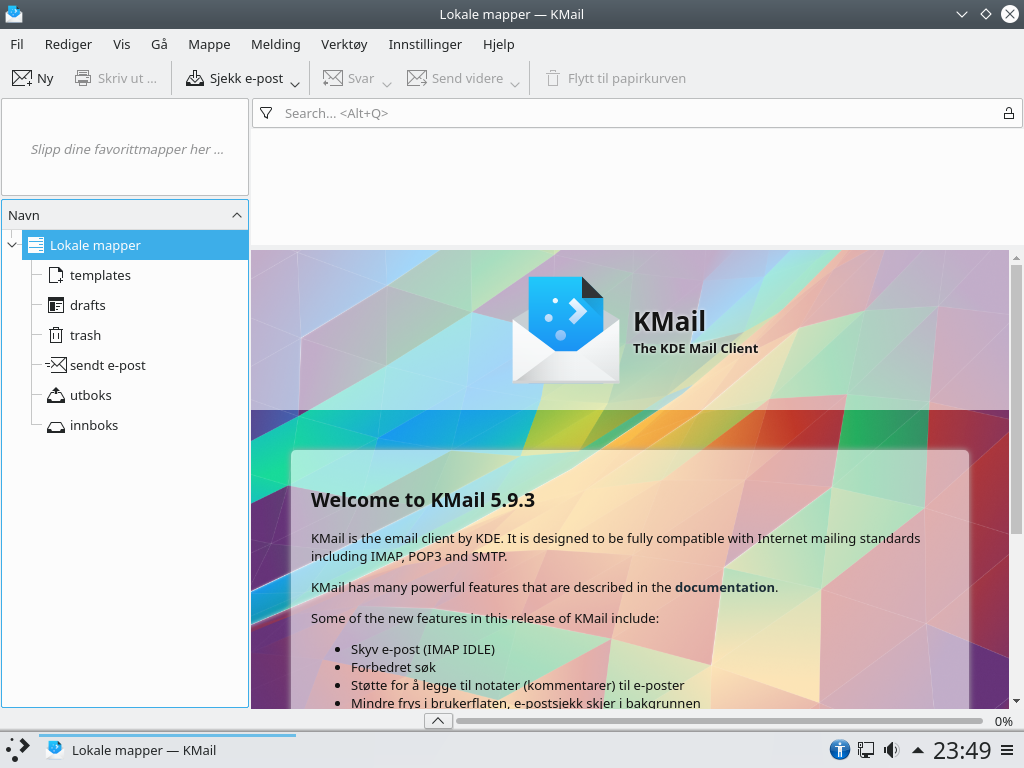 Lokale mapper — KMail
Fil Rediger Vis Gå Mappe Melding Verktøy Innstillinger Hjelp
Ny Skriv ut ... Sjekk e-post Svar Send videre Flytt til papirkurven
Slipp dine favorittmapper her ...
Search... <Alt+Q>
Navn
Lokale mapper
templates
drafts
trash
sendt e-post
utboks
innboks
KMail
The KDE Mail Client
Welcome to KMail 5.9.3
KMail is the email client by KDE. It is designed to be fully compatible with Internet mailing standards
including IMAP, POP3 and SMTP.
KMail has many powerful features that are described in the documentation.
Some of the new features in this release of KMail include:
Skyv e-post (IMAP IDLE)
Forbedret søk
Støtte for å legge til notater (kommentarer) til e-poster
Mindre frys i brukerflaten, e-postsjekk skjer i bakgrunnen
0%
Lokale mapper — KMail
23:49